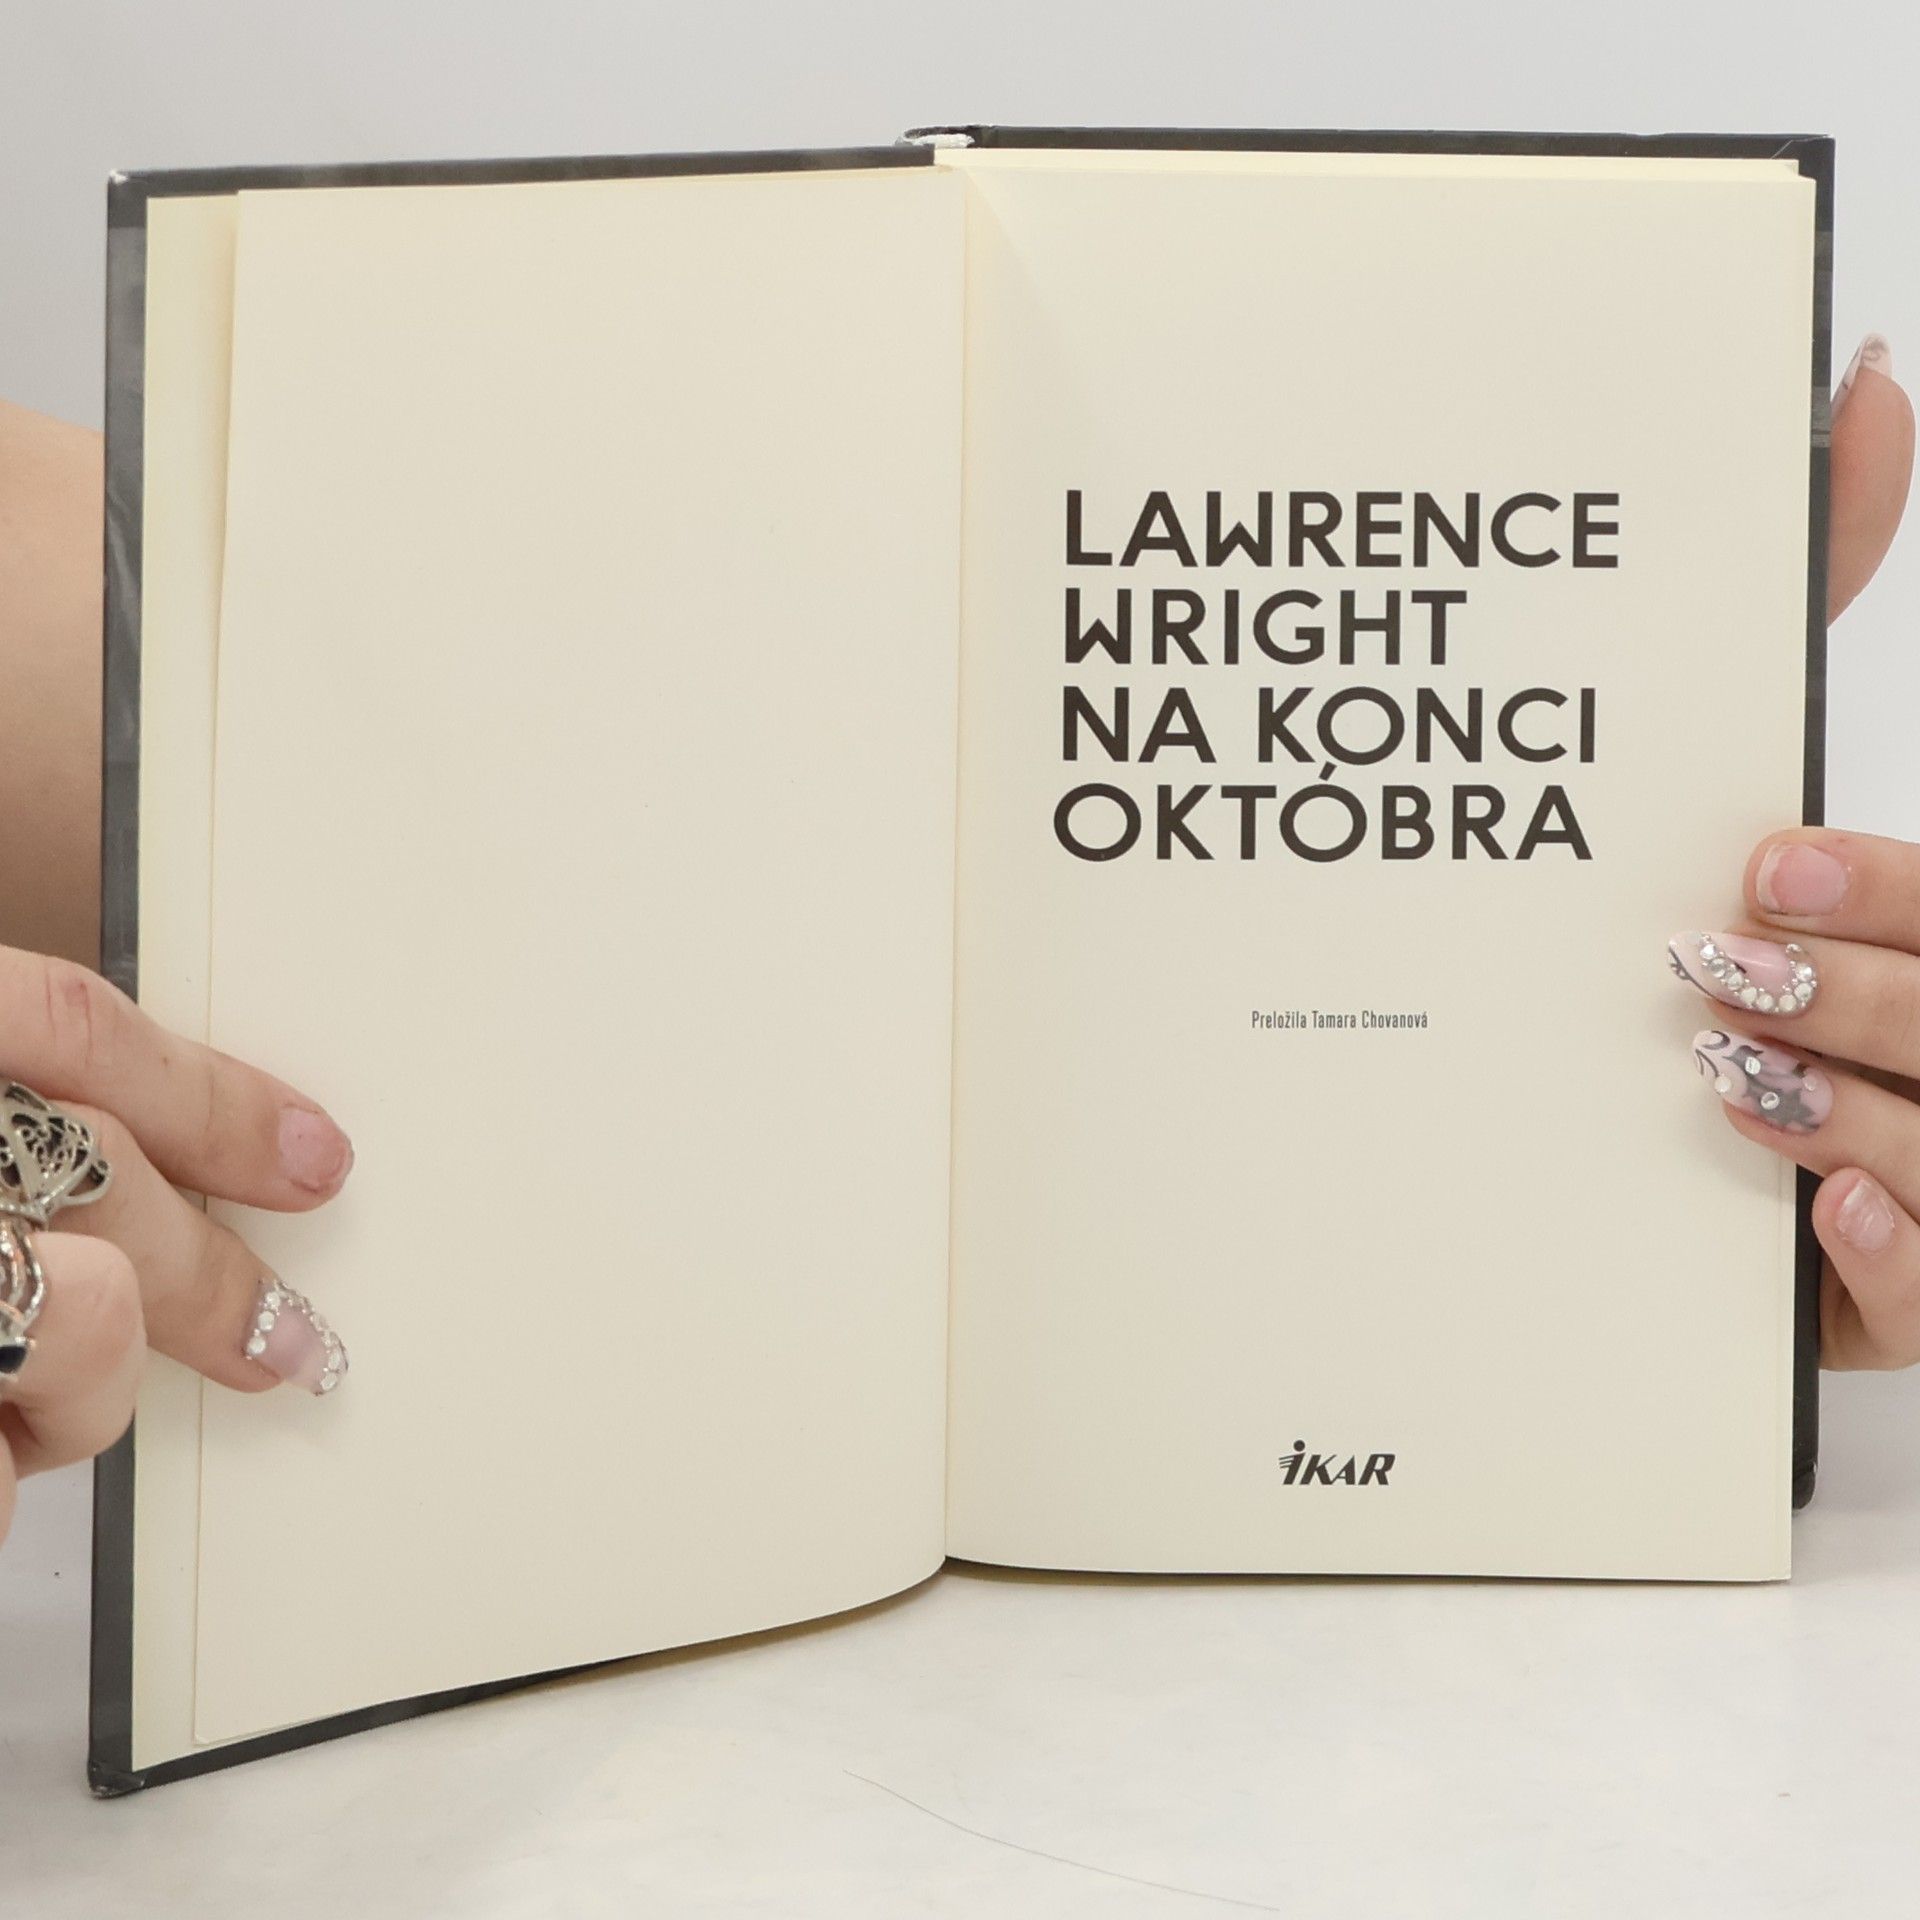 LAWRENCE
WRIGHT
NA KONCI
OKTÓBRA
Preložila Tamara Chovanová
iKAR